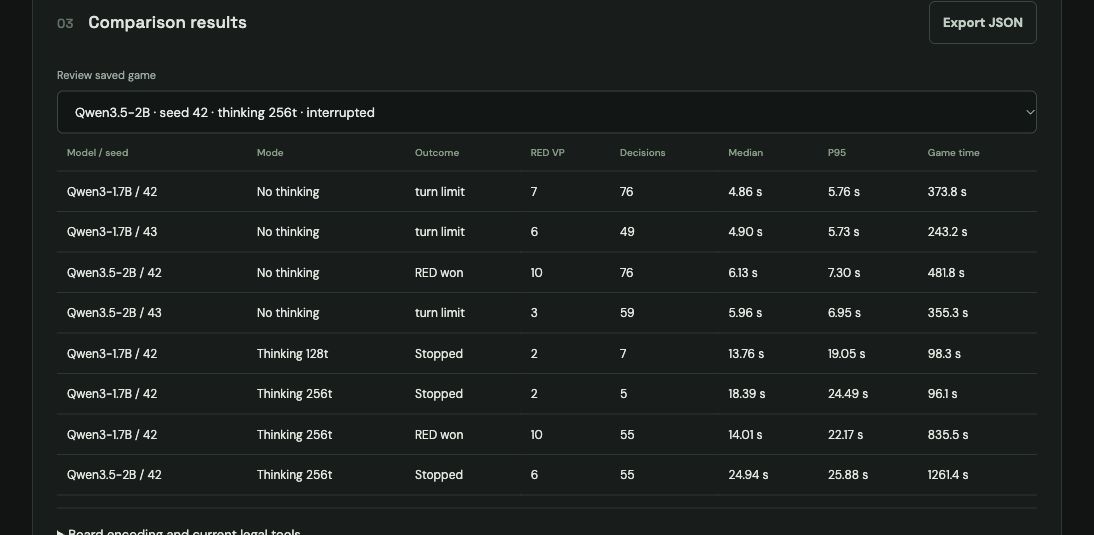 03 Comparison results Export JSON
Review saved game
Qwen3.5-2B · seed 42 · thinking 256t · interrupted
Model / seed Mode Outcome RED VP Decisions Median P95 Game time
Qwen3-1.7B / 42 No thinking turn limit 7 76 4.86 s 5.76 s 373.8 s
Qwen3-1.7B / 43 No thinking turn limit 6 49 4.90 s 5.73 s 243.2 s
Qwen3.5-2B / 42 No thinking RED won 10 76 6.13 s 7.30 s 481.8 s
Qwen3.5-2B / 43 No thinking turn limit 3 59 5.96 s 6.95 s 355.3 s
Qwen3-1.7B / 42 Thinking 128t Stopped 2 7 13.76 s 19.05 s 98.3 s
Qwen3-1.7B / 42 Thinking 256t Stopped 2 5 18.39 s 24.49 s 96.1 s
Qwen3-1.7B / 42 Thinking 256t RED won 10 55 14.01 s 22.17 s 835.5 s
Qwen3.5-2B / 42 Thinking 256t Stopped 6 55 24.94 s 25.88 s 1261.4 s
Board encoding and current legal tools